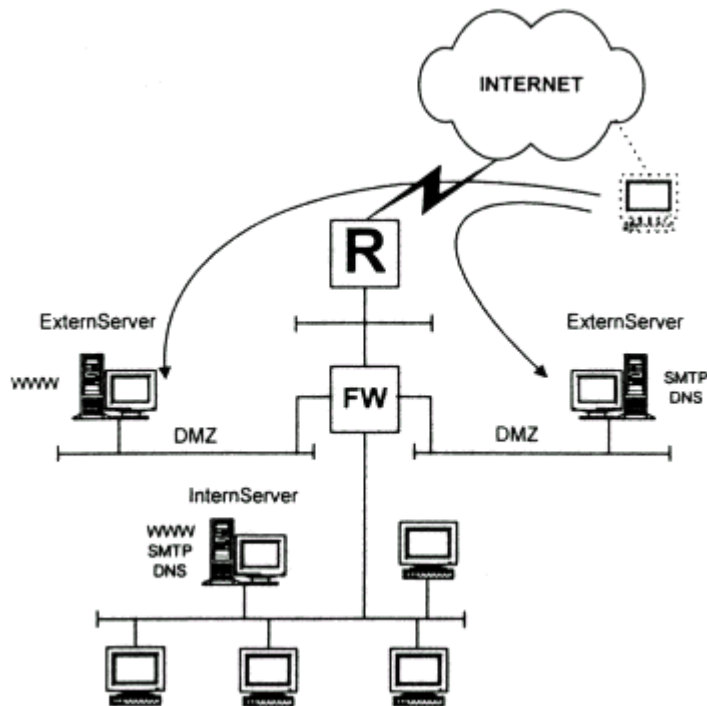 INTERNET
R
ExternServer
ExternServer
WWW
FW
SMTP
DNS
DMZ
DMZ
InternServer
WWW
SMTP
DNS